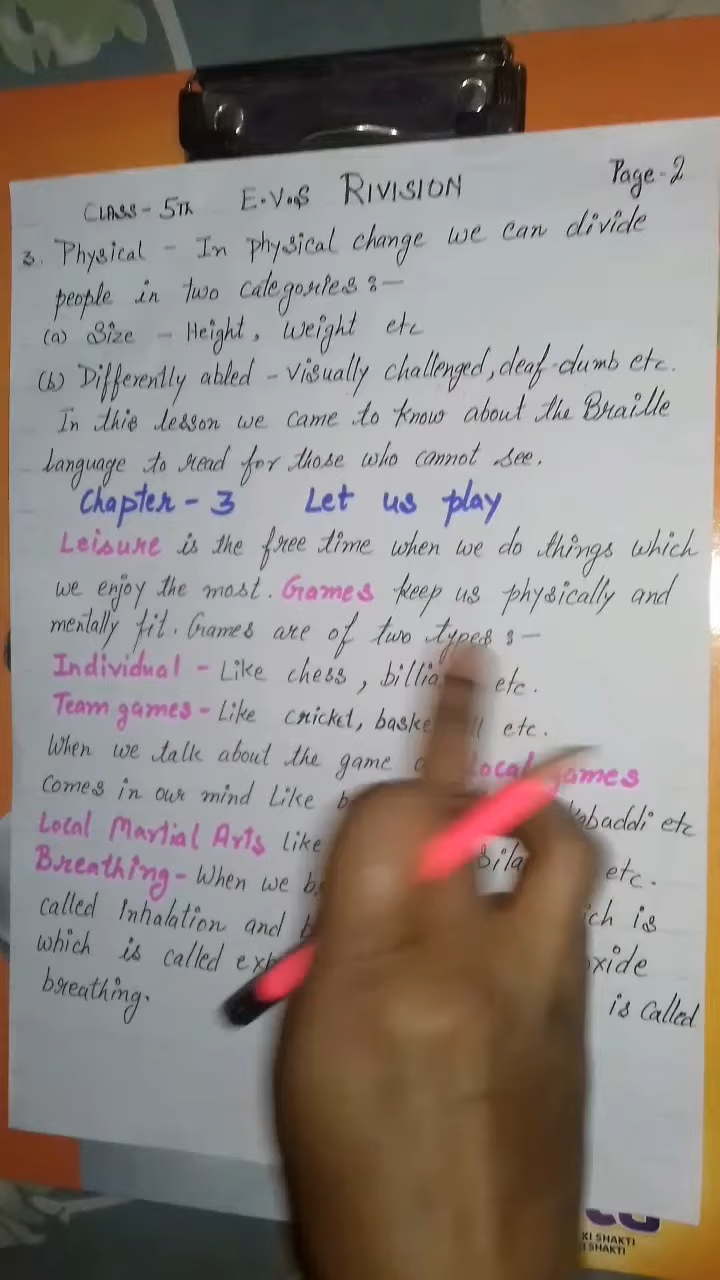 Page-2
CLASS-5TH E.V.S RIVISION
3. Physical - In physical change we can divide
people in two categories :-
(a) Size - Height, weight etc
(b) Differently abled - visually challenged, deaf-dumb etc.
In this lesson we came to know about the Braille
language to read for those who cannot see.
Chapter-3 Let us play
Leisure is the free time when we do things which
we enjoy the most. Games keep us physically and
mentally fit. Games are of two types :-
Individual - Like chess, etc.
Team games - Like cricket, etc.
When we talk about the game local games
Comes in our mind Like etc
Local Martial Arts like etc.
Breathing - When we is
called Inhalation and
which is called is called
breathing.
KI SHAKTI
I SHAKTI